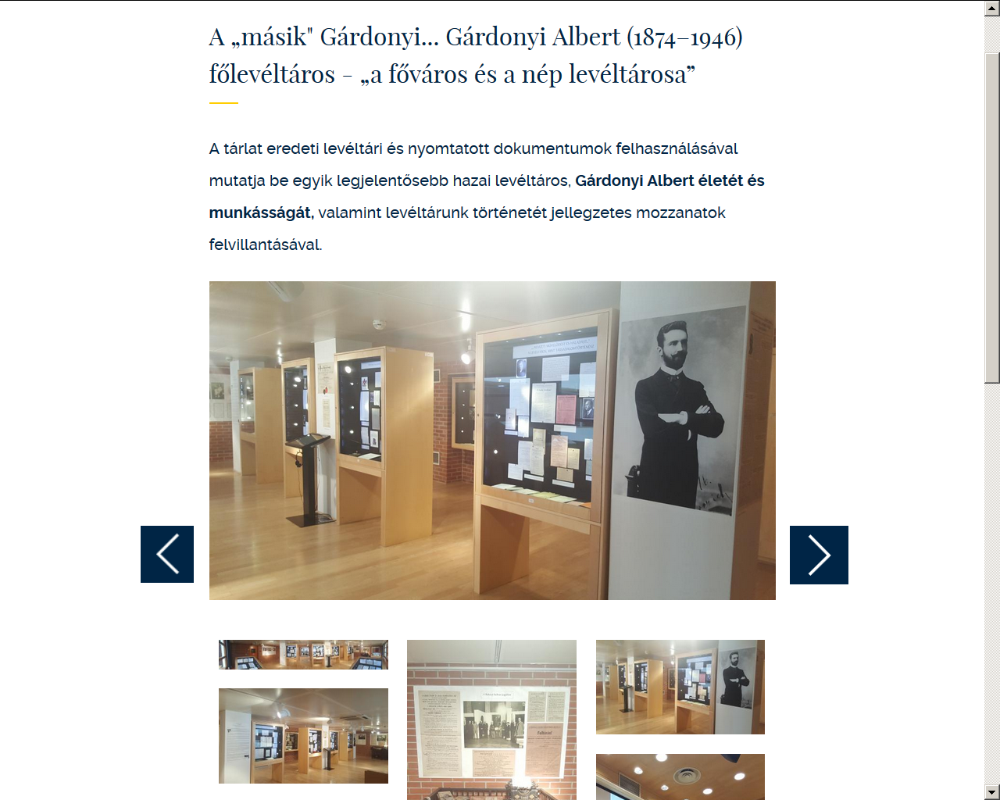 A „másik" Gárdonyi... Gárdonyi Albert (1874–1946)
főlevéltáros - „a főváros és a nép levéltárosa”
A tárlat eredeti levéltári és nyomtatott dokumentumok felhasználásával
mutatja be egyik legjelentősebb hazai levéltáros, Gárdonyi Albert életét és
munkásságát, valamint levéltárunk történetét jellegzetes mozzanatok
felvillantásával.